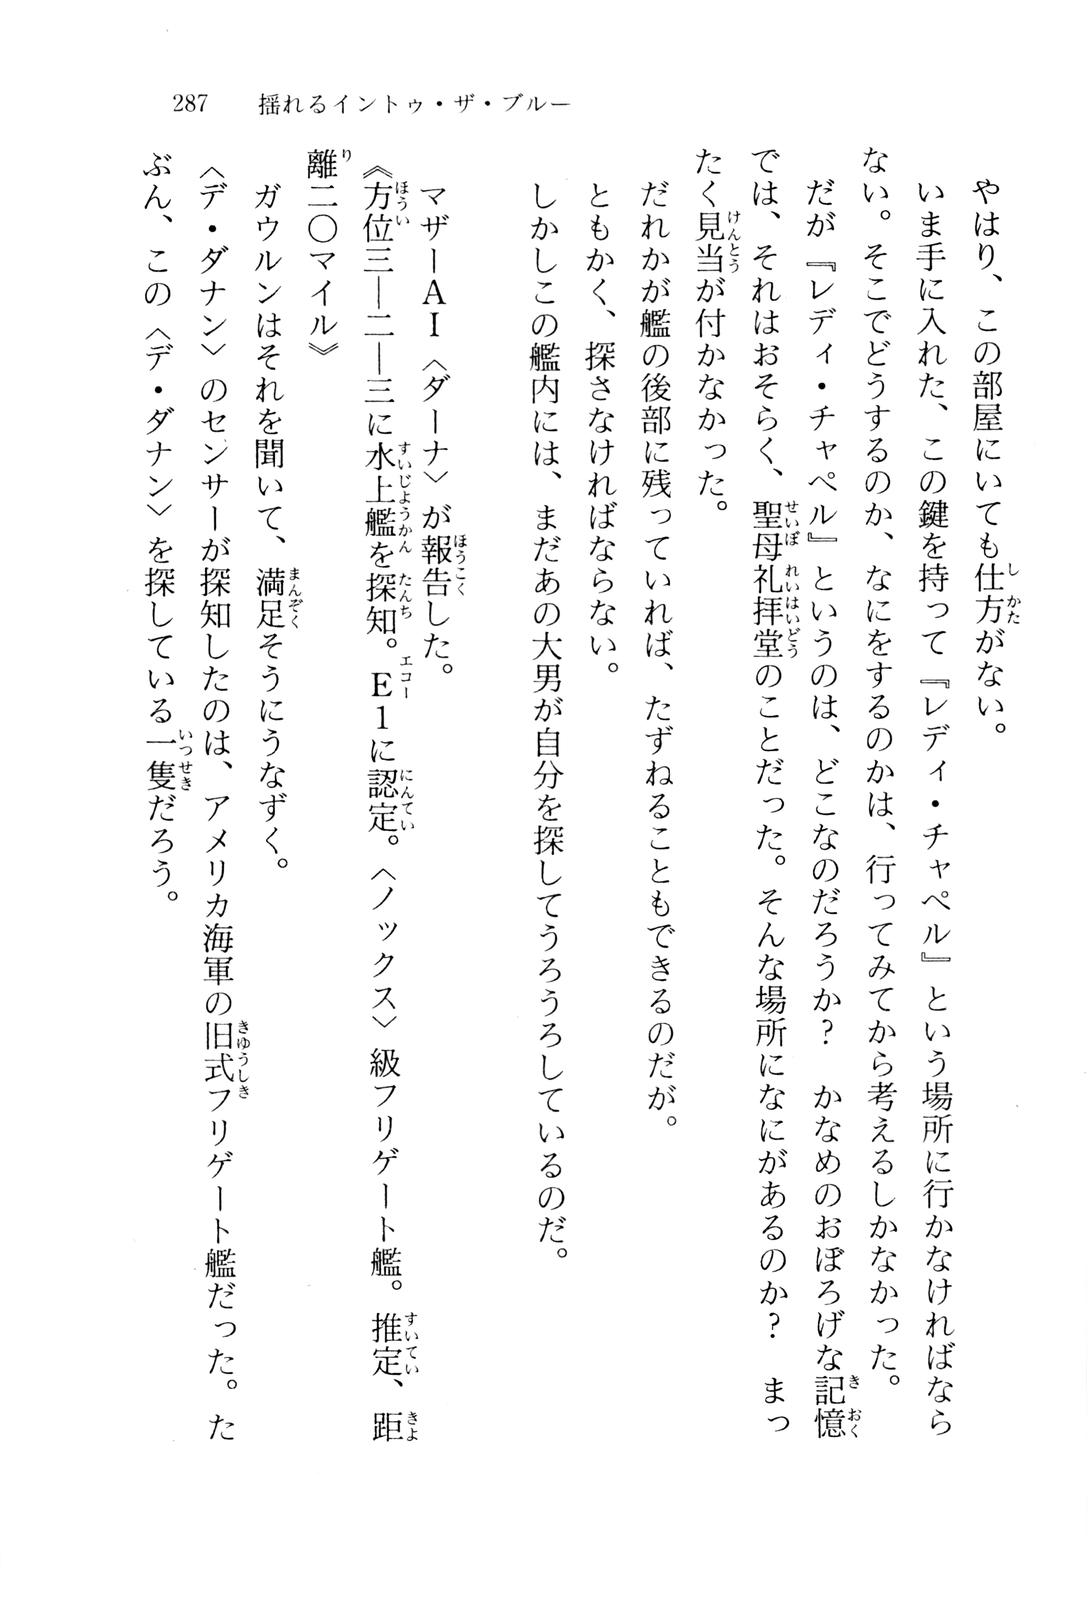 287　揺れるイントゥ・ザ・ブルー
やはり、この部屋にいても仕方がない。
いま手に入れた、この鍵を持って『レディ・チャペル』という場所に行かなければなら
ない。そこでどうするのか、なにをするのかは、行ってみてから考えるしかなかった。
だが『レディ・チャペル』というのは、どこなのだろうか？　かなめのおぼろげな記憶
では、それはおそらく、聖母礼拝堂のことだった。そんな場所になにがあるのか？　まっ
たく見当が付かなかった。
だれかが艦の後部に残っていれば、たずねることもできるのだが。
ともかく、探さなければならない。
しかしこの艦内には、まだあの大男が自分を探してうろうろしているのだ。
マザーAI〈ダーナ〉が報告した。
《方位三―二―三に水上艦を探知。E1に認定。〈ノックス〉級フリゲート艦。推定、距
離二〇マイル》
ガウルンはそれを聞いて、満足そうにうなずく。
〈デ・ダナン〉のセンサーが探知したのは、アメリカ海軍の旧式フリゲート艦だった。た
ぶん、この〈デ・ダナン〉を探している一隻だろう。